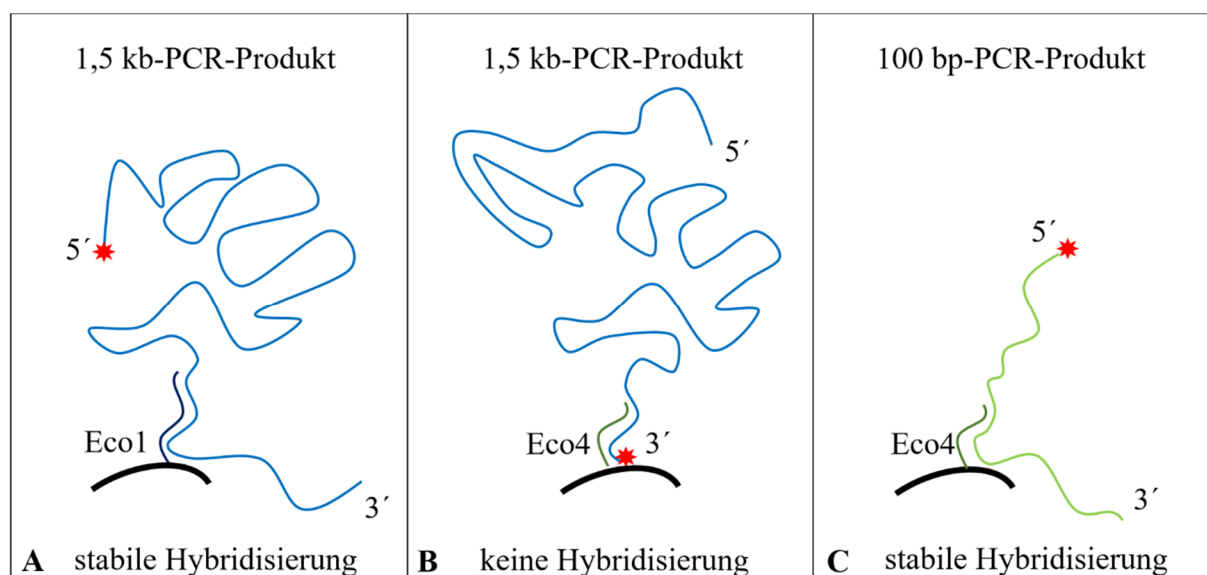 1,5 kb-PCR-Produkt
5´
Eco1
3´
A stabile Hybridisierung
1,5 kb-PCR-Produkt
5´
Eco4
3´
B keine Hybridisierung
100 bp-PCR-Produkt
5´
Eco4
3´
C stabile Hybridisierung